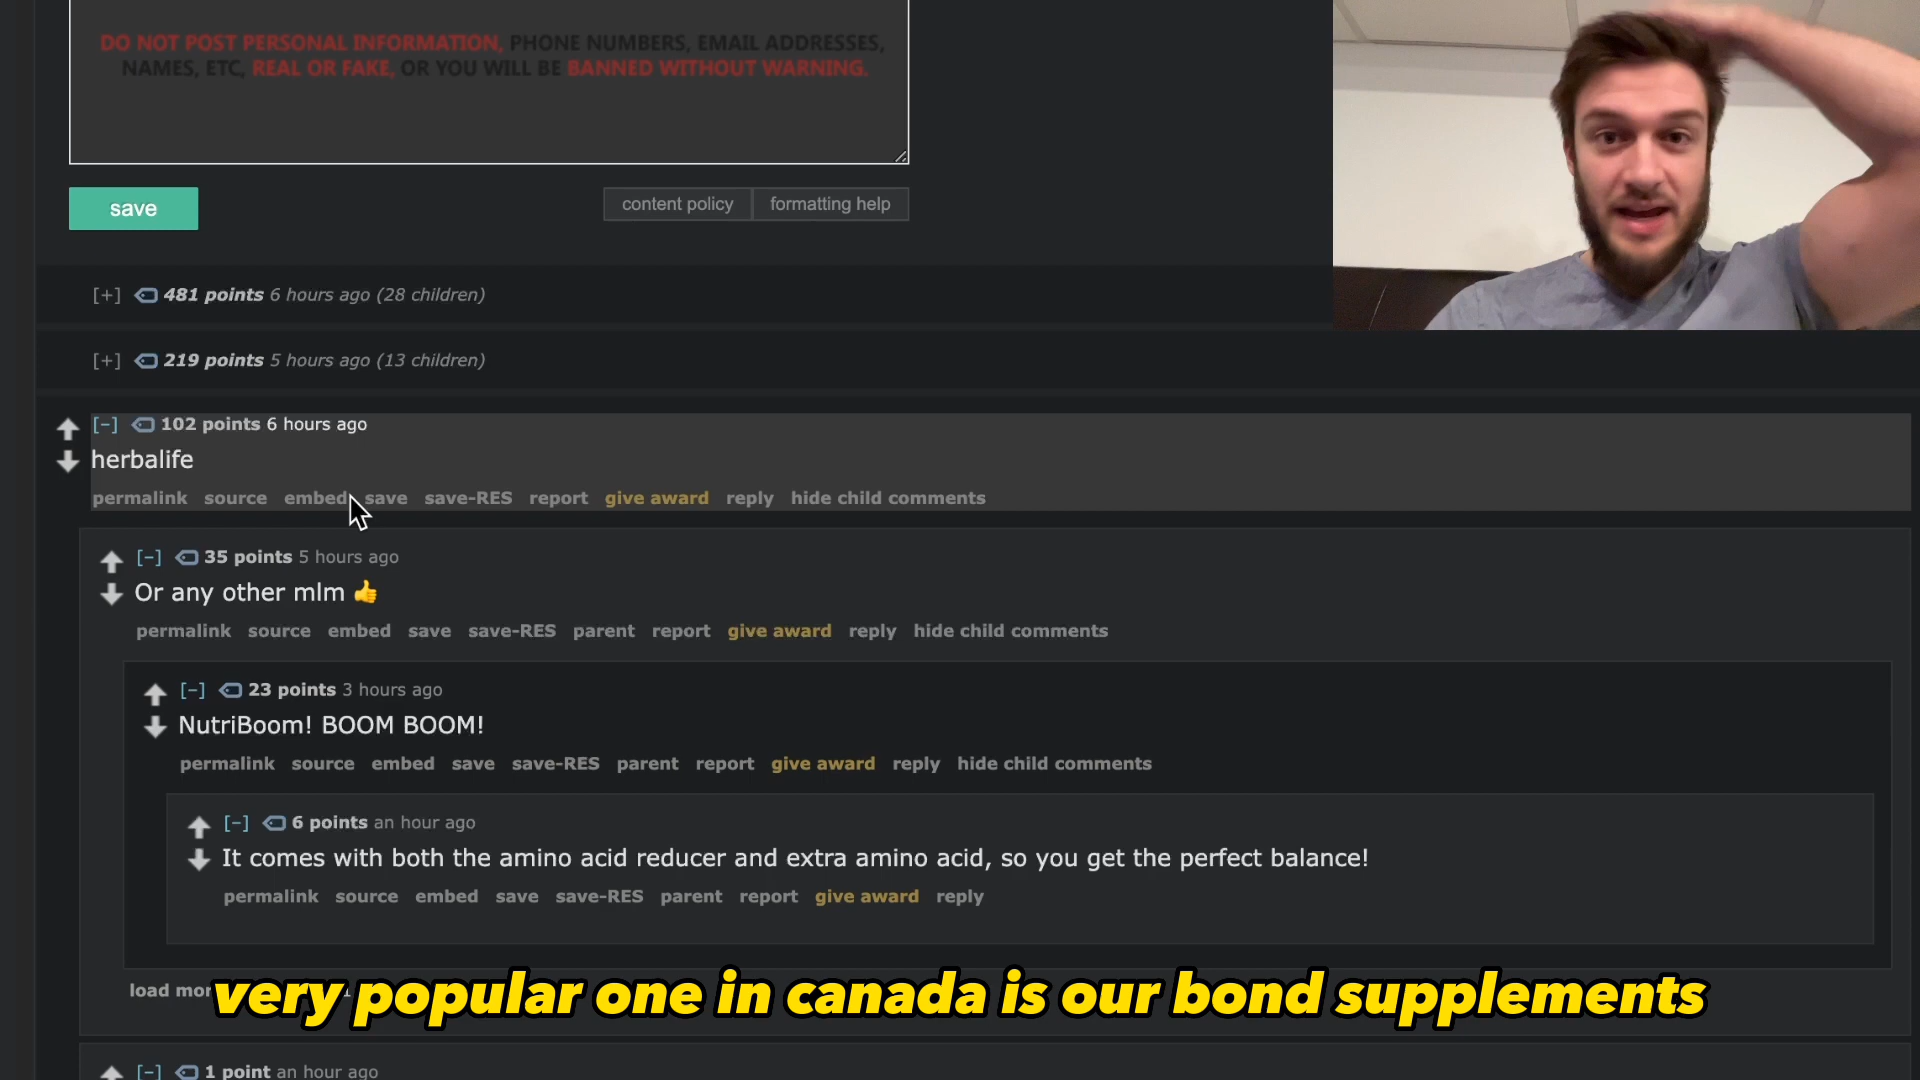 DO NOT POST PERSONAL INFORMATION, PHONE NUMBERS, EMAIL ADDRESSES,
NAMES, ETC, REAL OR FAKE, OR YOU WILL BE BANNED WITHOUT WARNING.
save
content policy
formatting help
[+] 481 points 6 hours ago (28 children)
[+] 219 points 5 hours ago (13 children)
[-] 102 points 6 hours ago
herbalife
permalink source embed save save-RES report give award reply hide child comments
[-] 35 points 5 hours ago
Or any other mlm 👍
permalink source embed save save-RES parent report give award reply hide child comments
[-] 23 points 3 hours ago
NutriBoom! BOOM BOOM!
permalink source embed save save-RES parent report give award reply hide child comments
[-] 6 points an hour ago
It comes with both the amino acid reducer and extra amino acid, so you get the perfect balance!
permalink source embed save save-RES parent report give award reply
load
very popular one in canada is our bond supplements
[-] 1 point an hour ago